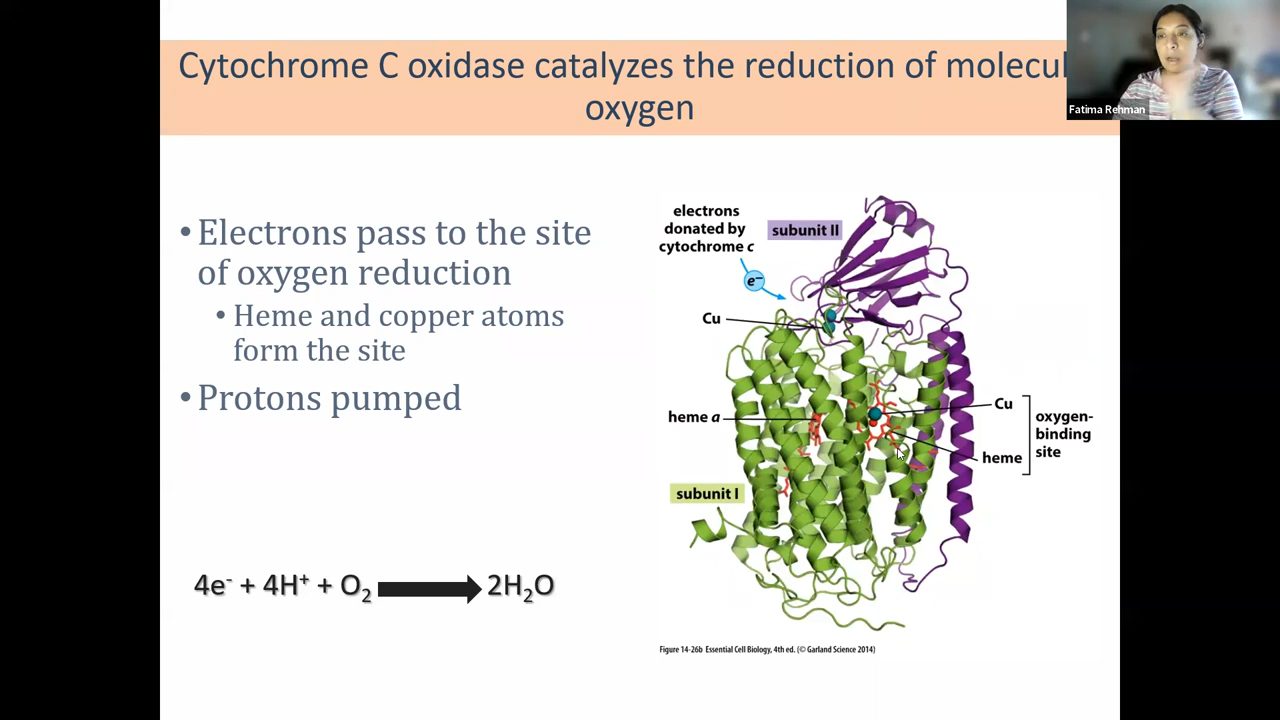 Cytochrome C oxidase catalyzes the reduction of
oxygen
Fatima Rehman
• Electrons pass to the site
of oxygen reduction
• Heme and copper atoms
form the site
• Protons pumped
4e⁻ + 4H⁺ + O₂ → 2H₂O
electrons
donated by
cytochrome c
subunit II
e⁻
Cu
heme a
subunit I
Cu
heme
oxygen-
binding
site
Figure 14-26b Essential Cell Biology, 4th ed. (© Garland Science 2014)